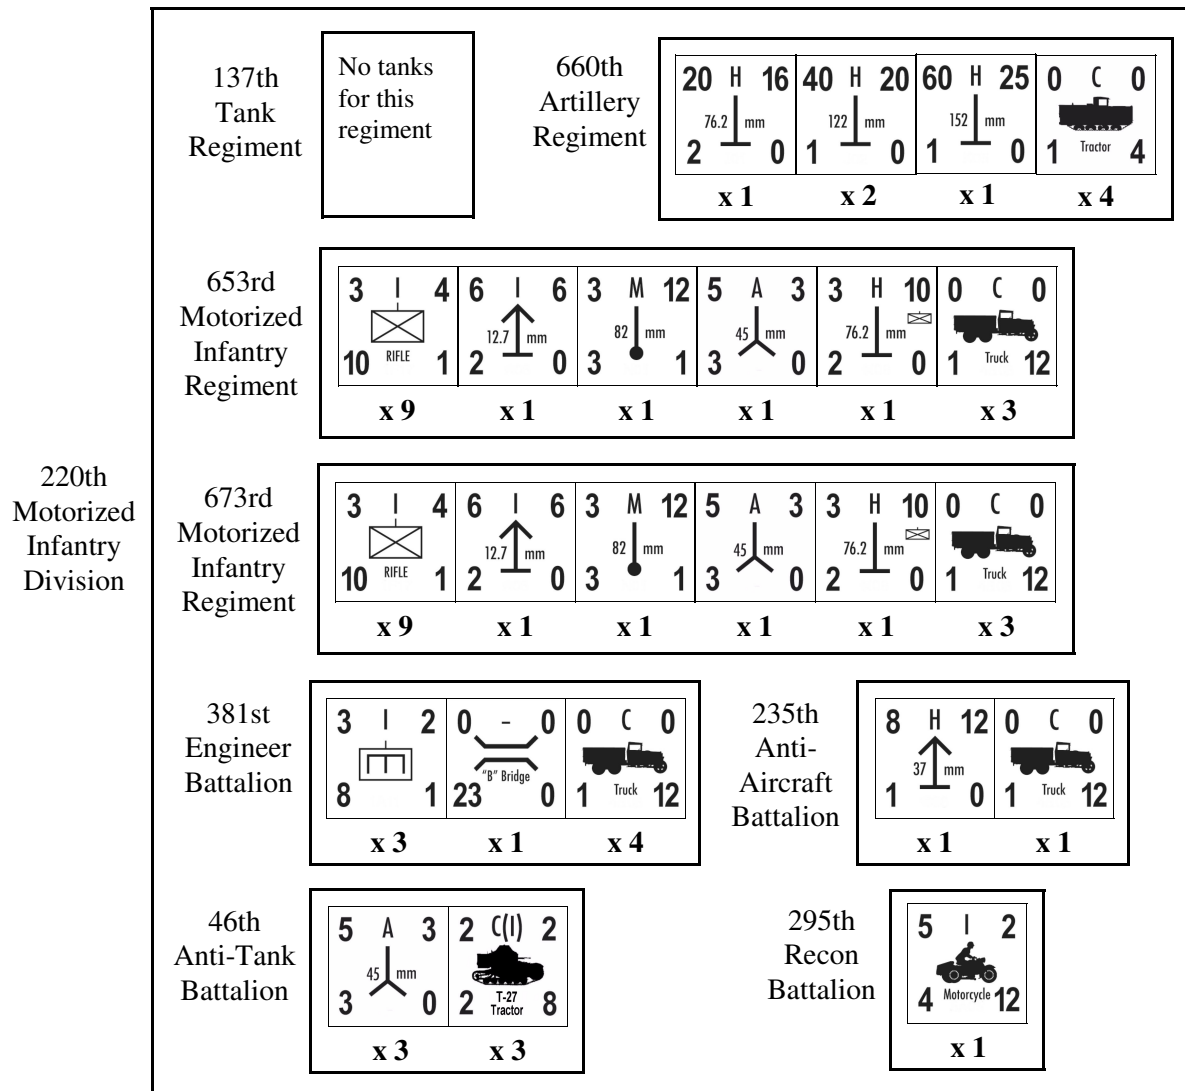 220th
Motorized
Infantry
Division
137th
Tank
Regiment
No tanks
for this
regiment
660th
Artillery
Regiment
20 H 16
76.2 mm
2 0
x 1
40 H 20
122 mm
1 0
x 2
60 H 25
152 mm
1 0
x 1
0 C 0
Tractor
1 4
x 4
653rd
Motorized
Infantry
Regiment
3 I 4
RIFLE
10 1
x 9
6 I 6
12.7 mm
2 0
x 1
3 M 12
82 mm
3 1
x 1
5 A 3
45 mm
3 0
x 1
3 H 10
76.2 mm
2 0
x 1
0 C 0
Truck
1 12
x 3
673rd
Motorized
Infantry
Regiment
3 I 4
RIFLE
10 1
x 9
6 I 6
12.7 mm
2 0
x 1
3 M 12
82 mm
3 1
x 1
5 A 3
45 mm
3 0
x 1
3 H 10
76.2 mm
2 0
x 1
0 C 0
Truck
1 12
x 3
381st
Engineer
Battalion
3 I 2
8 1
x 3
0 - 0
"B" Bridge
23 0
x 1
0 C 0
Truck
1 12
x 4
235th
Anti-
Aircraft
Battalion
8 H 12
37 mm
1 0
x 1
0 C 0
Truck
1 12
x 1
46th
Anti-Tank
Battalion
5 A 3
45 mm
3 0
x 3
2 C(I) 2
T-27
Tractor
2 8
x 3
295th
Recon
Battalion
5 I 2
Motorcycle
4 12
x 1